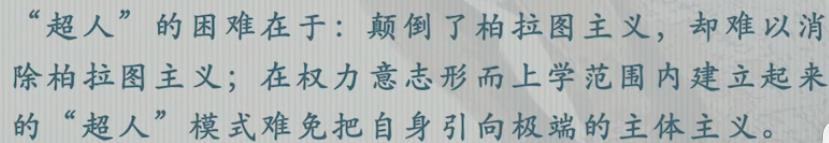 “超人”的困难在于：颠倒了柏拉图主义，却难以消
除柏拉图主义；在权力意志形而上学范围内建立起来
的“超人”模式难免把自身引向极端的主体主义。